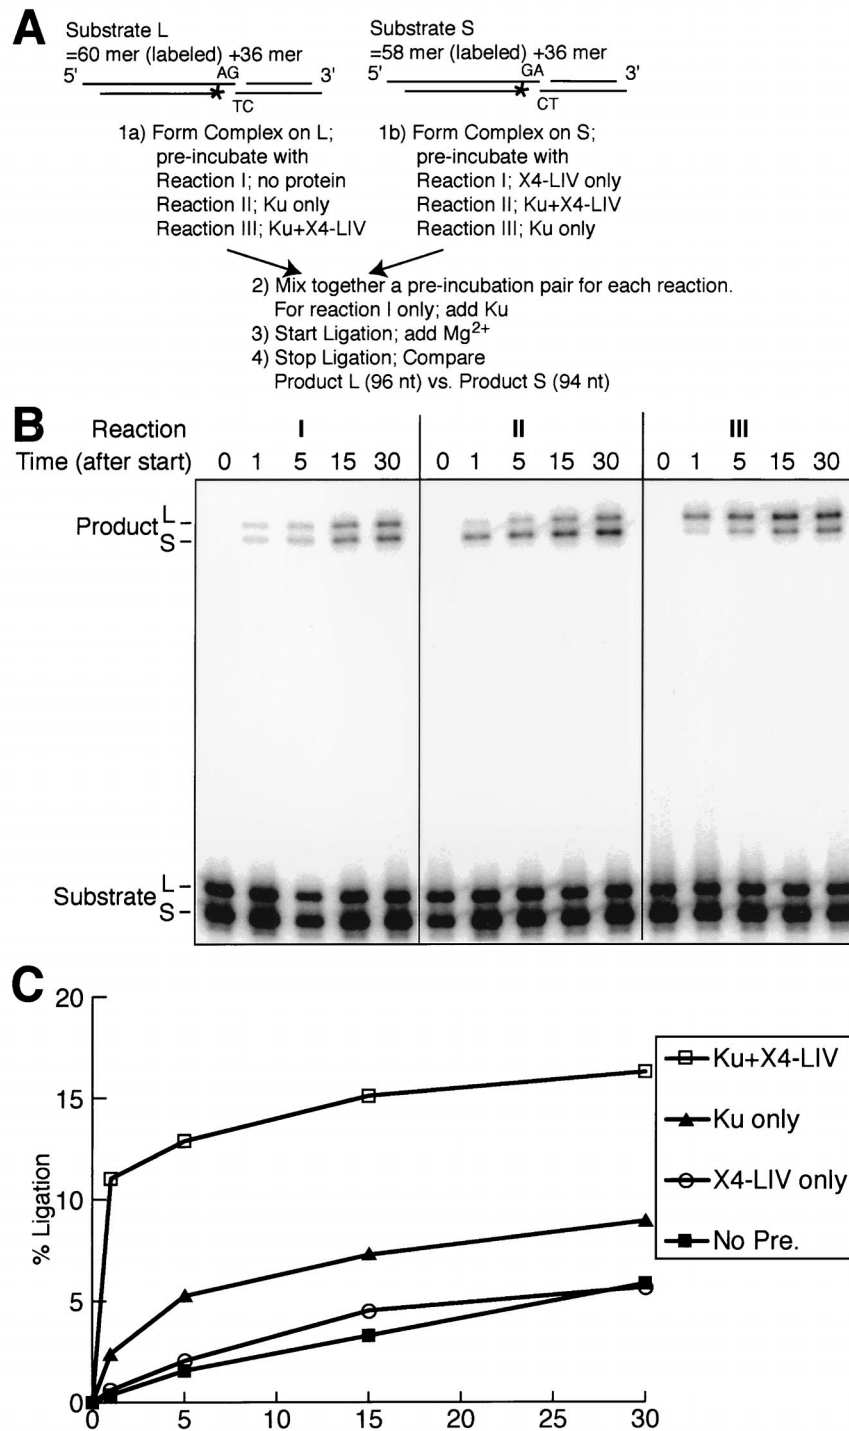 A
Substrate L
=60 mer (labeled) +36 mer
5' AG 3'
* TC
Substrate S
=58 mer (labeled) +36 mer
5' GA 3'
* CT
1a) Form Complex on L;
pre-incubate with
Reaction I; no protein
Reaction II; Ku only
Reaction III; Ku+X4-LIV
1b) Form Complex on S;
pre-incubate with
Reaction I; X4-LIV only
Reaction II; Ku+X4-LIV
Reaction III; Ku only
2) Mix together a pre-incubation pair for each reaction.
For reaction I only; add Ku
3) Start Ligation; add Mg2+
4) Stop Ligation; Compare
Product L (96 nt) vs. Product S (94 nt)
B
Reaction I II III
Time (after start) 0 1 5 15 30 0 1 5 15 30 0 1 5 15 30
Product L
S
Substrate L
S
C
% Ligation
20
15
10
5
0
0 5 10 15 20 25 30
Ku+X4-LIV
Ku only
X4-LIV only
No Pre.